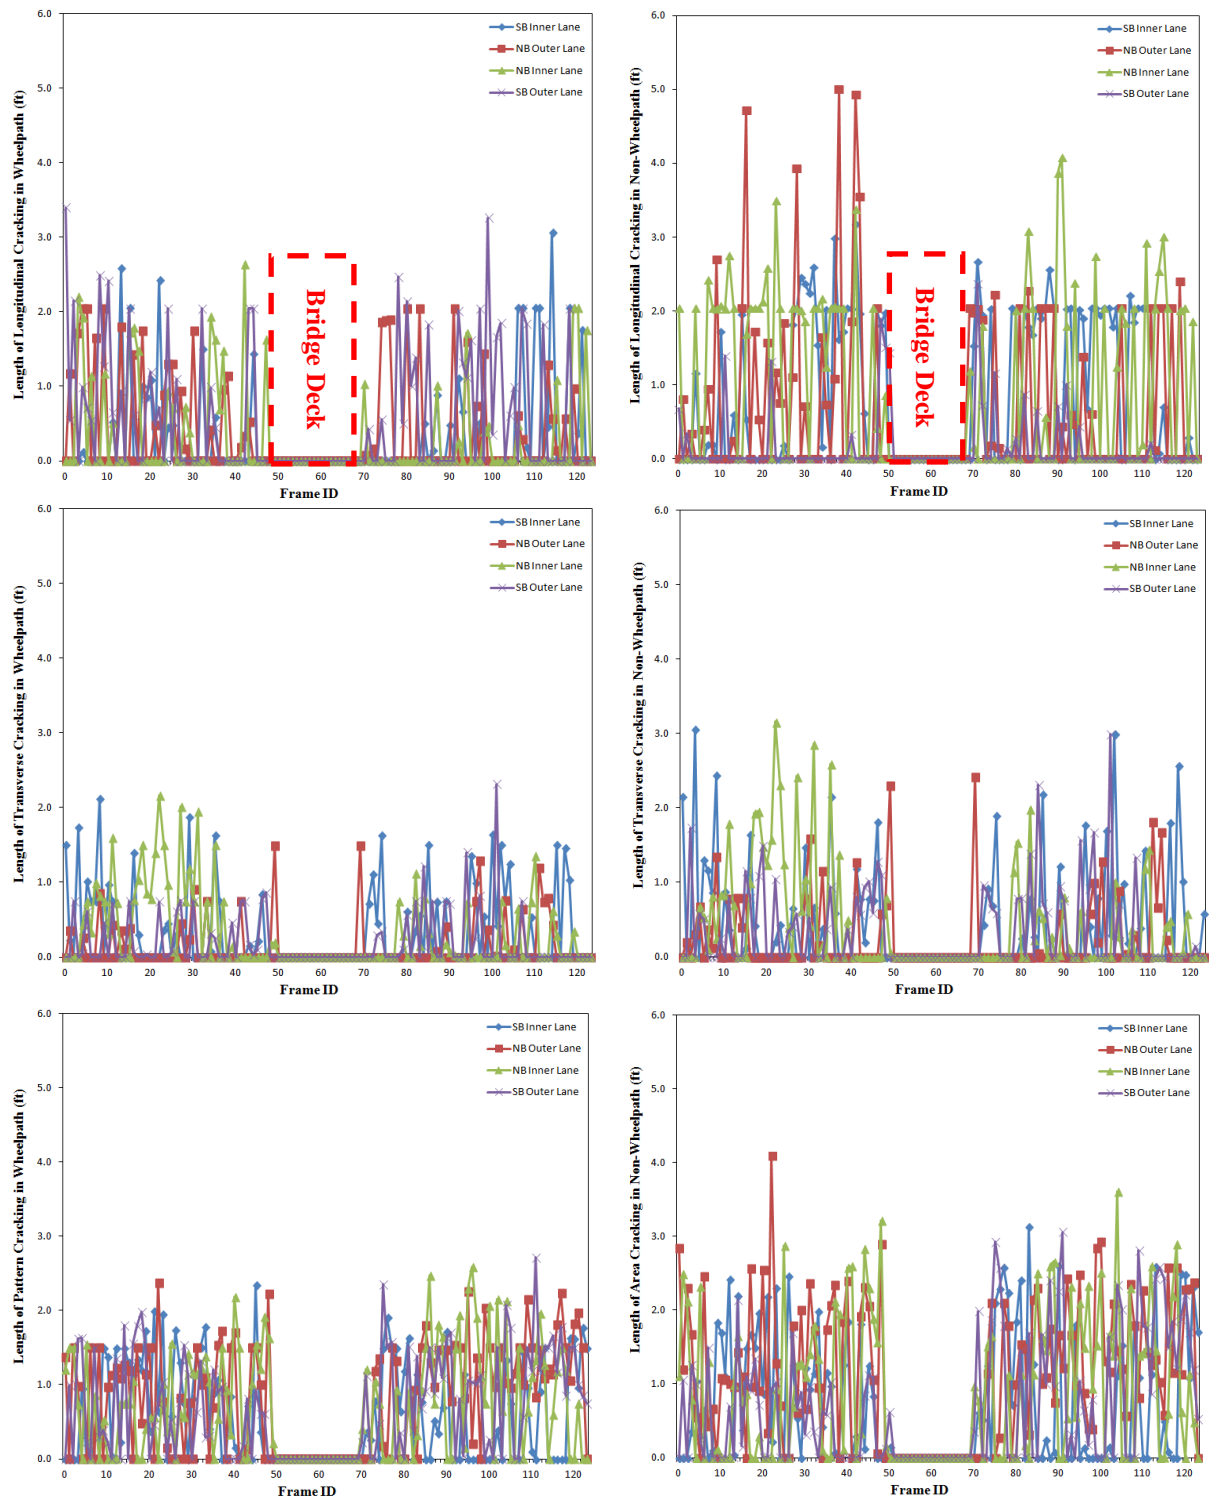 Length of Longitudinal Cracking in Wheelpath (ft)
6.0
5.0
4.0
3.0
2.0
1.0
0.0
SB Inner Lane
NB Outer Lane
NB Inner Lane
SB Outer Lane
Bridge Deck
0 10 20 30 40 50 60 70 80 90 100 110 120
Frame ID
Length of Longitudinal Cracking in Non-Wheelpath (ft)
6.0
5.0
4.0
3.0
2.0
1.0
0.0
SB Inner Lane
NB Outer Lane
NB Inner Lane
SB Outer Lane
Bridge Deck
0 10 20 30 40 50 60 70 80 90 100 110 120
Frame ID
Length of Transverse Cracking in Wheelpath (ft)
6.0
5.0
4.0
3.0
2.0
1.0
0.0
SB Inner Lane
NB Outer Lane
NB Inner Lane
SB Outer Lane
0 10 20 30 40 50 60 70 80 90 100 110 120
Frame ID
Length of Transverse Cracking in Non-Wheelpath (ft)
6.0
5.0
4.0
3.0
2.0
1.0
0.0
SB Inner Lane
NB Outer Lane
NB Inner Lane
SB Outer Lane
0 10 20 30 40 50 60 70 80 90 100 110 120
Frame ID
Length of Pattern Cracking in Wheelpath (ft)
6.0
5.0
4.0
3.0
2.0
1.0
0.0
SB Inner Lane
NB Outer Lane
NB Inner Lane
SB Outer Lane
0 10 20 30 40 50 60 70 80 90 100 110 120
Frame ID
Length of Area Cracking in Non-Wheelpath (ft)
6.0
5.0
4.0
3.0
2.0
1.0
0.0
SB Inner Lane
NB Outer Lane
NB Inner Lane
SB Outer Lane
0 10 20 30 40 50 60 70 80 90 100 110 120
Frame ID